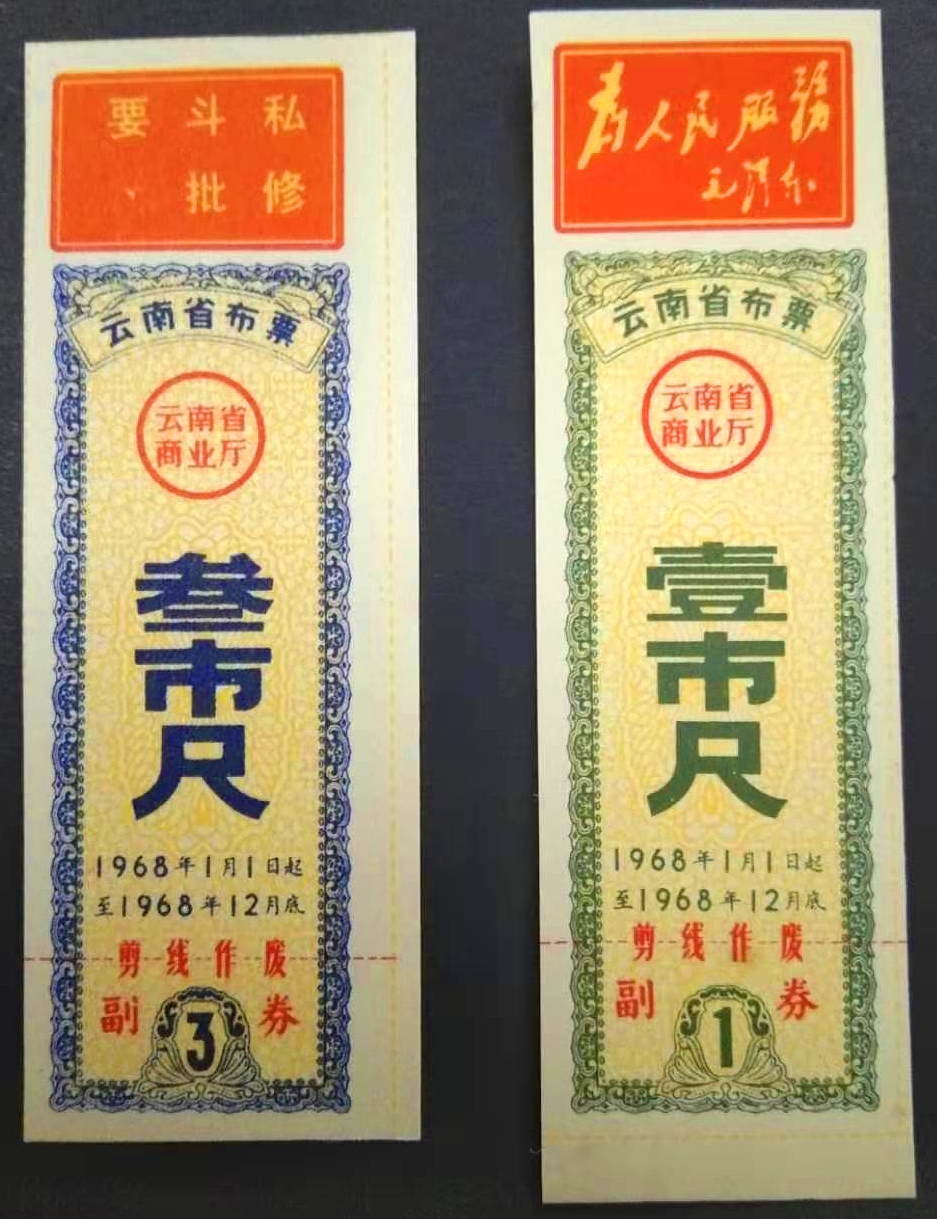 要 斗 私
、 批 修
云南省布票
云南省
商业厅
叁市尺
1968年1月1日起
至1968年12月底
剪线作废
副 券
3
为人民服务
毛泽东
云南省布票
云南省
商业厅
壹市尺
1968年1月1日起
至1968年12月底
剪线作废
副 券
1